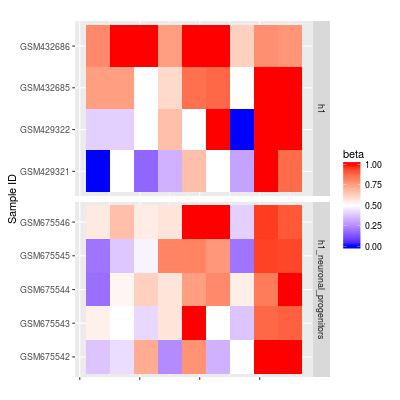 GSM432686
GSM432685
GSM429322
GSM429321
h1
GSM675546
GSM675545
GSM675544
GSM675543
GSM675542
h1_neuronal_progenitors
Sample ID
beta
1.00
0.75
0.50
0.25
0.00